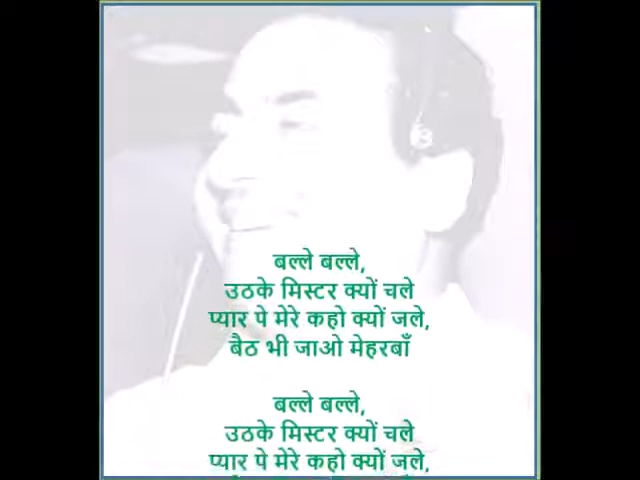 बल्ले बल्ले,
उठके मिस्टर क्यों चले
प्यार पे मेरे कहो क्यों जले,
बैठ भी जाओ मेहरबाँ
बल्ले बल्ले,
उठके मिस्टर क्यों चले
प्यार पे मेरे कहो क्यों जले,